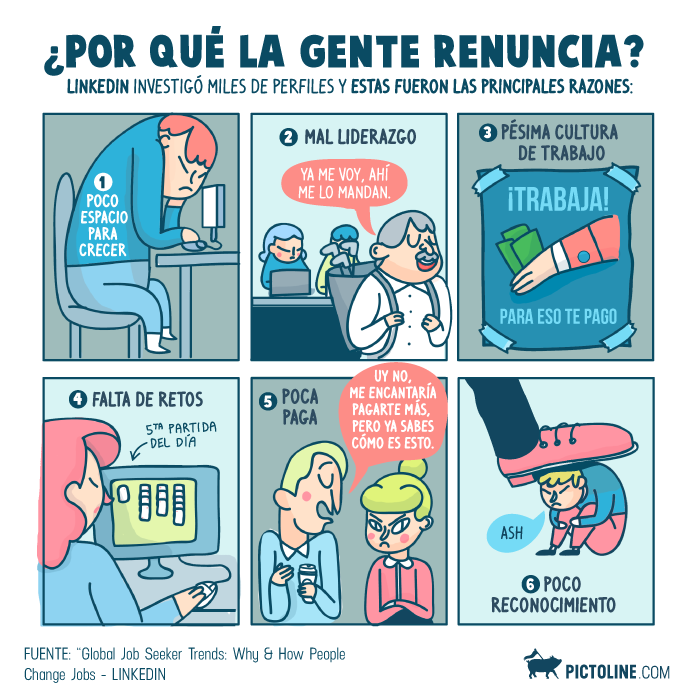 ¿POR QUÉ LA GENTE RENUNCIA?
LINKEDIN INVESTIGÓ MILES DE PERFILES Y ESTAS FUERON LAS PRINCIPALES RAZONES:
1
POCO
ESPACIO
PARA
CRECER
2 MAL LIDERAZGO
YA ME VOY, AHÍ
ME LO MANDAN.
3 PÉSIMA CULTURA
DE TRABAJO
¡TRABAJA!
PARA ESO TE PAGO
4 FALTA DE RETOS
5TA PARTIDA
DEL DÍA
5 POCA
PAGA
UY NO,
ME ENCANTARÍA
PAGARTE MÁS,
PERO YA SABES
CÓMO ES ESTO.
ASH
6 POCO
RECONOCIMIENTO
FUENTE: "Global Job Seeker Trends: Why & How People
Change Jobs - LINKEDIN
PICTOLINE.COM